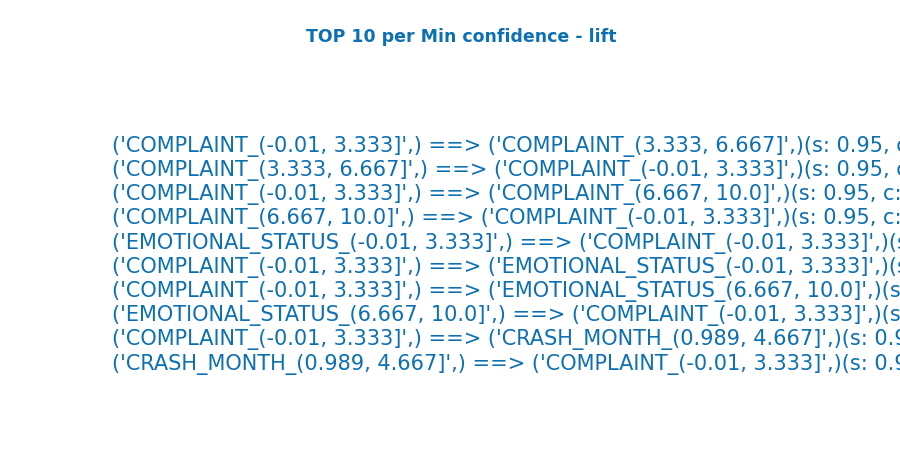 TOP 10 per Min confidence - lift
('COMPLAINT_(-0.01, 3.333]',) ==> ('COMPLAINT_(3.333, 6.667]',)(s: 0.95,
('COMPLAINT_(3.333, 6.667]',) ==> ('COMPLAINT_(-0.01, 3.333]',)(s: 0.95,
('COMPLAINT_(-0.01, 3.333]',) ==> ('COMPLAINT_(6.667, 10.0]',)(s: 0.95, c:
('COMPLAINT_(6.667, 10.0]',) ==> ('COMPLAINT_(-0.01, 3.333]',)(s: 0.95, c:
('EMOTIONAL_STATUS_(-0.01, 3.333]',) ==> ('COMPLAINT_(-0.01, 3.333]',)(s
('COMPLAINT_(-0.01, 3.333]',) ==> ('EMOTIONAL_STATUS_(-0.01, 3.333]',)(s
('COMPLAINT_(-0.01, 3.333]',) ==> ('EMOTIONAL_STATUS_(6.667, 10.0]',)(s
('EMOTIONAL_STATUS_(6.667, 10.0]',) ==> ('COMPLAINT_(-0.01, 3.333]',)(s
('COMPLAINT_(-0.01, 3.333]',) ==> ('CRASH_MONTH_(0.989, 4.667]',)(s: 0.9
('CRASH_MONTH_(0.989, 4.667]',) ==> ('COMPLAINT_(-0.01, 3.333]',)(s: 0.9